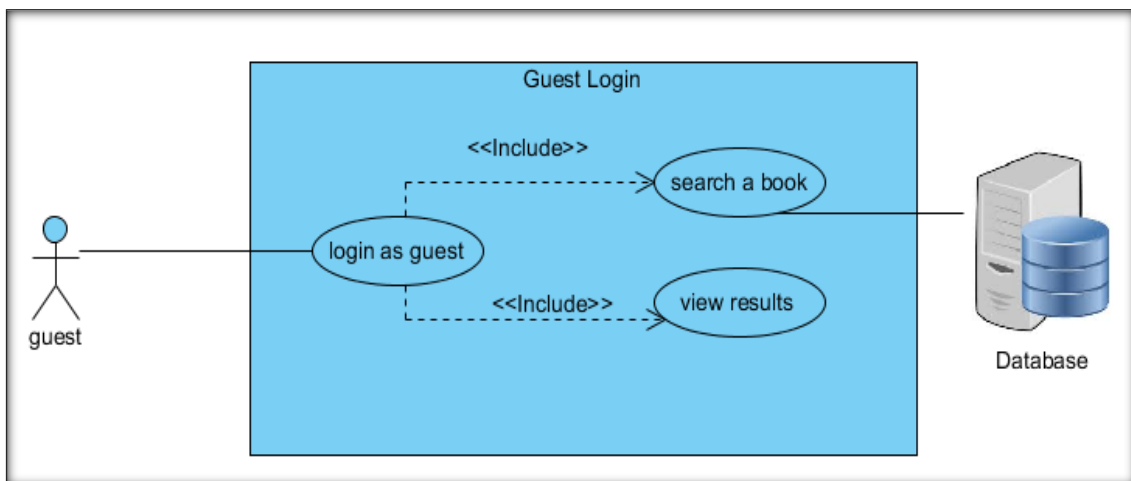 Guest Login
<<Include>>
search a book
login as guest
<<Include>>
view results
guest
Database